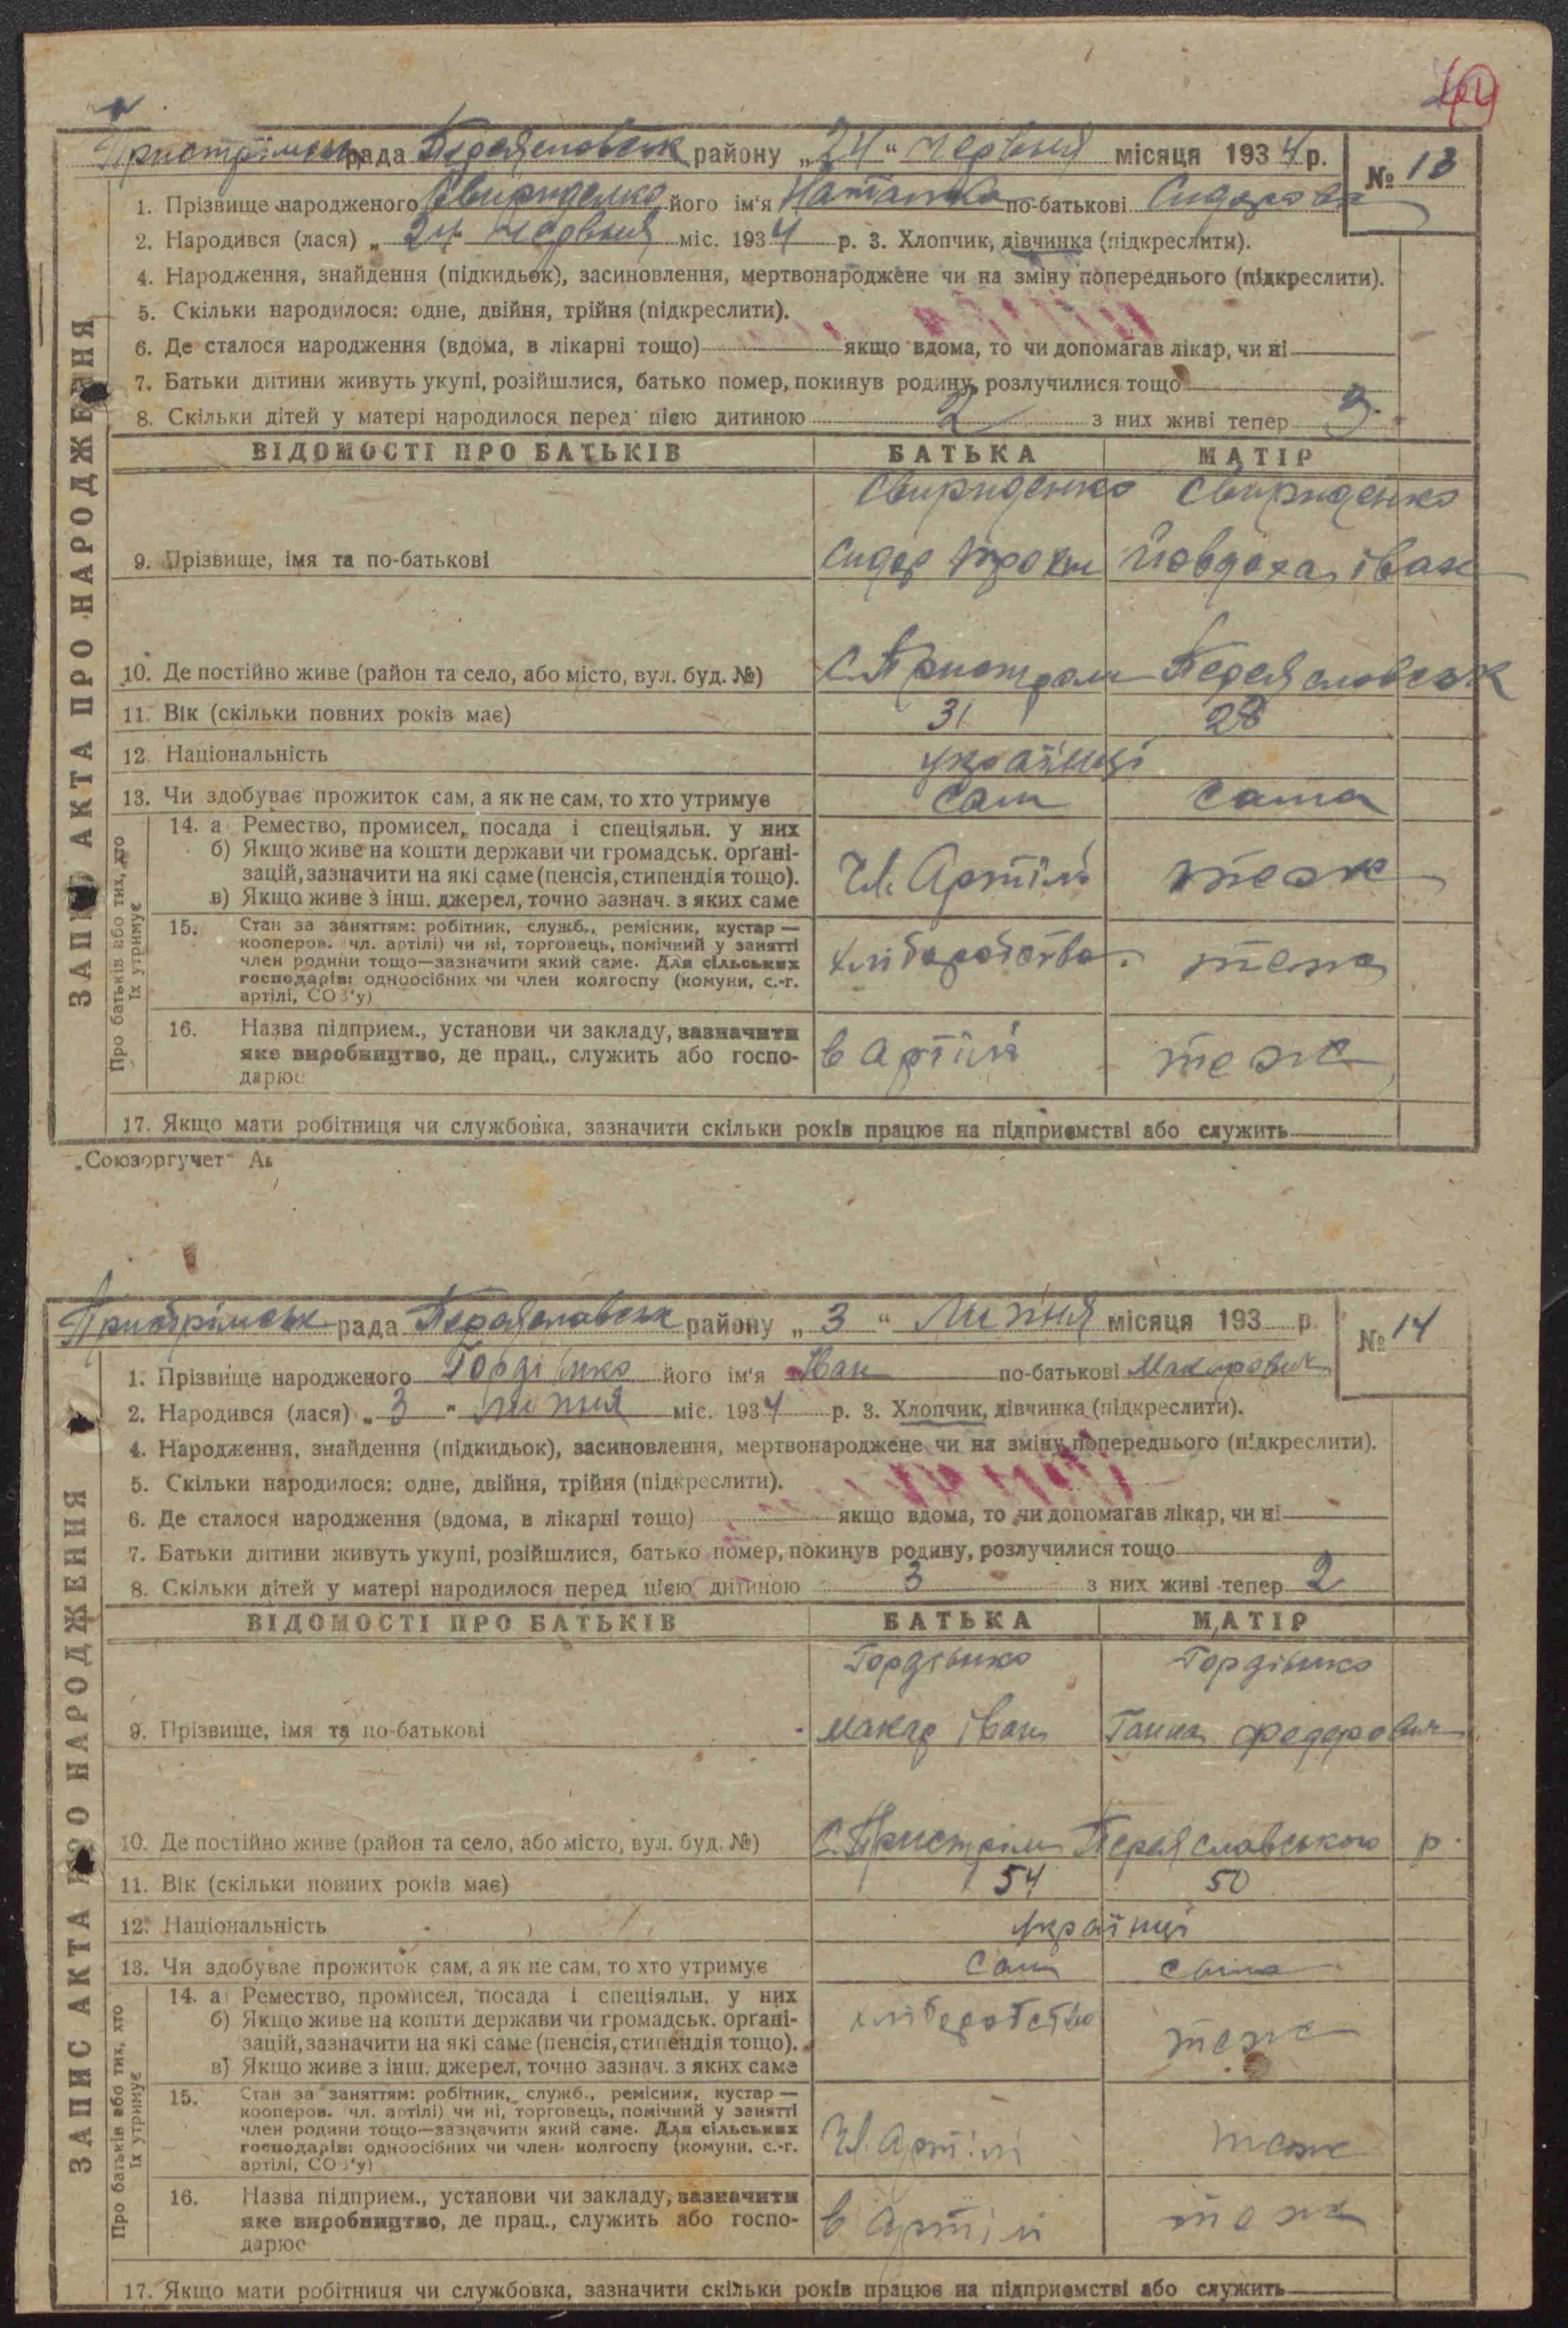 44
Пристромськ рада Переяславськ району „24“ червня місяця 1934 р. № 13
1. Прізвище народженого Свириденко його ім'я Наталка по-батькові Сидорова
2. Народився (лася) „ 24 червня міс. 1934 р. 3. Хлопчик, дівчинка (підкреслити).
4. Народження, знайдення (підкидьок), засиновлення, мертвонароджене чи на зміну попереднього (підкреслити).
5. Скільки народилося: одне, двійня, трійня (підкреслити).
6. Де сталося народження (вдома, в лікарні тощо) якщо вдома, то чи допомагав лікар, чи ні
7. Батьки дитини живуть укупі, розійшлися, батько помер, покинув родину, розлучилися тощо
8. Скільки дітей у матері народилося перед цією дитиною 2 з них живі тепер 3
ВІДОМОСТІ ПРО БАТЬКІВ БАТЬКА МАТІР
Свириденко Свириденко
9. Прізвище, імя та по-батькові Сидор Трохим Йовдоха Іван
10. Де постійно живе (район та село, або місто, вул. буд. №) С. Пристром Переяславськ
11. Вік (скільки повних років має) 31 28
12. Національність українці
13. Чи здобуває прожиток сам, а як не сам, то хто утримує сам сама
14. а Ремество, промисел, посада і спеціяльн. у них
б) Якщо живе на кошти держави чи громадськ. органі-
зацій, зазначити на які саме (пенсія, стипендія тощо). Чл. Артілі теж
в) Якщо живе з інш. джерел, точно зазнач. з яких саме
15. Стан за заняттям: робітник, служб., ремісник, кустар —
кооперов. чл. артілі) чи ні, торговець, помічний у занятті
член родини тощо—зазначити який саме. Для сільських хліборобство теж
господарів: одноосібних чи член колгоспу (комуни, с.-г.
артілі, СОЗ'у)
16. Назва підприєм., установи чи закладу, зазначити
яке виробництво, де прац., служить або госпо- в Артілі теж
дарює
17. Якщо мати робітниця чи службовка, зазначити скільки років працює на підприємстві або служить
ЗАПИС АКТА ПРО НАРОДЖЕННЯ
Про батьків або тих, хто
їх утримує
„Союзоргучет“
Пристрімськ рада Переяславськ району „3“ Липня місяця 193 р. № 14
1. Прізвище народженого Гордієнко його ім'я Іван по-батькові Макарович
2. Народився (лася) „3“ липня міс. 1934 р. 3. Хлопчик, дівчинка (підкреслити).
4. Народження, знайдення (підкидьок), засиновлення, мертвонароджене чи на зміну попереднього (підкреслити).
5. Скільки народилося: одне, двійня, трійня (підкреслити).
6. Де сталося народження (вдома, в лікарні тощо) якщо вдома, то чи допомагав лікар, чи ні
7. Батьки дитини живуть укупі, розійшлися, батько помер, покинув родину, розлучилися тощо
8. Скільки дітей у матері народилося перед цією дитиною 3 з них живі тепер 2
ВІДОМОСТІ ПРО БАТЬКІВ БАТЬКА МАТІР
Гордієнко Гордієнко
9. Прізвище, імя та по-батькові Макар Іван Ганна Федорович
10. Де постійно живе (район та село, або місто, вул. буд. №) С. Пристрім Переяславського р.
11. Вік (скільки повних років має) 54 50
12. Національність українці
13. Чи здобуває прожиток сам, а як не сам, то хто утримує сам сама
14. а) Ремество, промисел, посада і спеціяльн. у них
б) Якщо живе на кошти держави чи громадськ. органі- хліборобство теж
зацій, зазначити на які саме (пенсія, стипендія тощо).
в) Якщо живе з інш. джерел, точно зазнач. з яких саме
15. Стан за заняттям: робітник, служб., ремісник, кустар —
кооперов. чл. артілі) чи ні, торговець, помічний у занятті
член родини тощо—зазначити який саме. Для сільських Чл. Артілі теж
господарів: одноосібних чи член колгоспу (комуни, с.-г.
артілі, СОЗ'у)
16. Назва підприєм., установи чи закладу, зазначити
яке виробництво, де прац., служить або госпо- в Артілі теж
дарює
17. Якщо мати робітниця чи службовка, зазначити скільки років працює на підприємстві або служить
ЗАПИС АКТА ПРО НАРОДЖЕННЯ
Про батьків або тих, хто
їх утримує